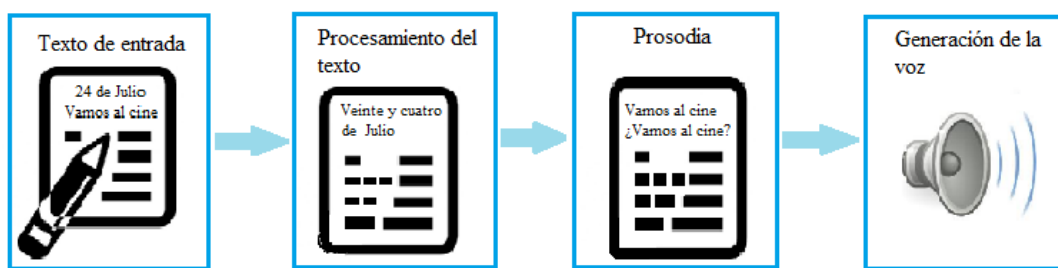 Texto de entrada
24 de Julio
Vamos al cine
Procesamiento del
texto
Veinte y cuatro
de Julio
Prosodia
Vamos al cine
¿Vamos al cine?
Generación de la
voz